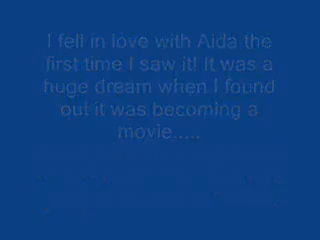 I fell in love with Aida the
first time I saw it! It was a
huge dream when I found
out it was becoming a
movie.....